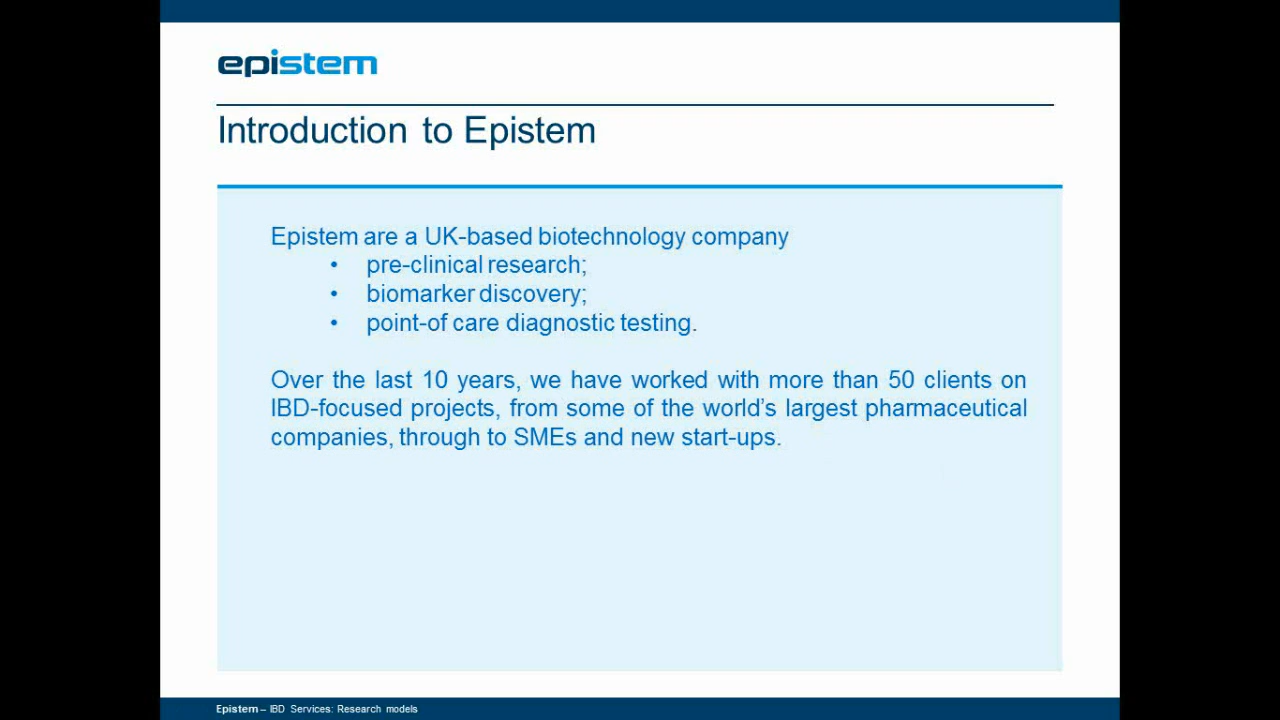 epistem
Introduction to Epistem
Epistem are a UK-based biotechnology company
• pre-clinical research;
• biomarker discovery;
• point-of care diagnostic testing.
Over the last 10 years, we have worked with more than 50 clients on
IBD-focused projects, from some of the world’s largest pharmaceutical
companies, through to SMEs and new start-ups.
Epistem – IBD Services: Research models